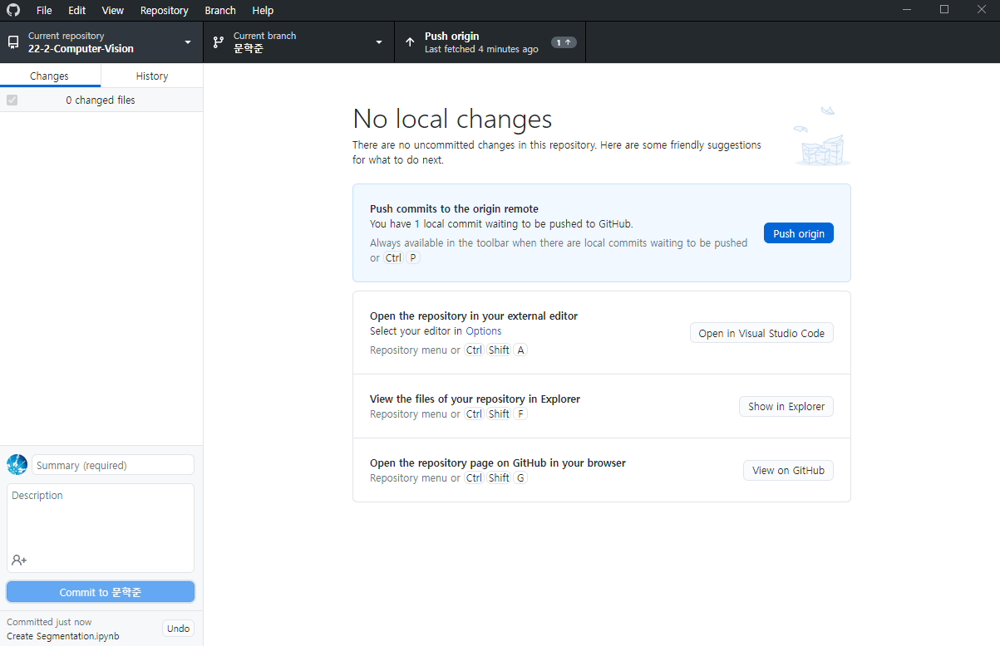 File Edit View Repository Branch Help
Current repository
22-2-Computer-Vision
Current branch
문학준
Push origin
Last fetched 4 minutes ago
1
Changes
History
0 changed files
No local changes
There are no uncommitted changes in this repository. Here are some friendly suggestions
for what to do next.
Push commits to the origin remote
You have 1 local commit waiting to be pushed to GitHub.
Always available in the toolbar when there are local commits waiting to be pushed
or Ctrl P
Push origin
Open the repository in your external editor
Select your editor in Options
Repository menu or Ctrl Shift A
Open in Visual Studio Code
View the files of your repository in Explorer
Repository menu or Ctrl Shift F
Show in Explorer
Open the repository page on GitHub in your browser
Repository menu or Ctrl Shift G
View on GitHub
Summary (required)
Description
Commit to 문학준
Committed just now
Create Segmentation.ipynb
Undo